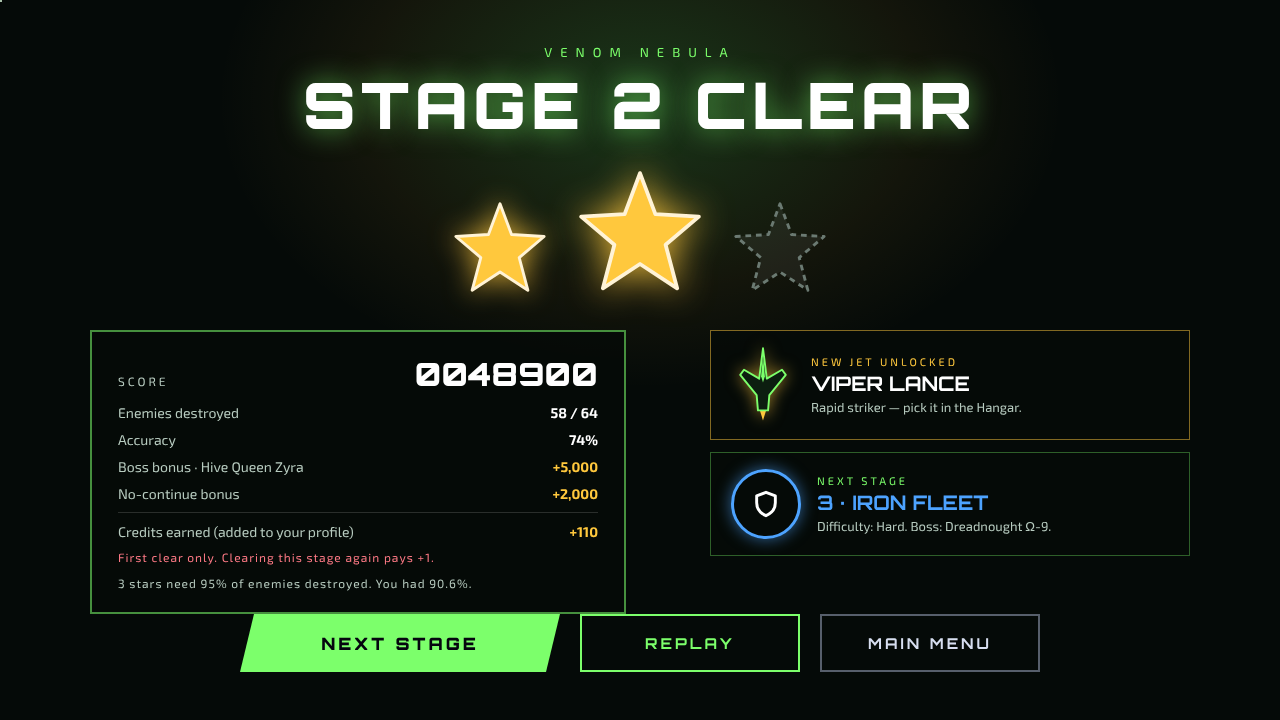 VENOM NEBULA
STAGE 2 CLEAR
SCORE 0048900
Enemies destroyed 58 / 64
Accuracy 74%
Boss bonus · Hive Queen Zyra +5,000
No-continue bonus +2,000
Credits earned (added to your profile) +110
First clear only. Clearing this stage again pays +1.
3 stars need 95% of enemies destroyed. You had 90.6%.
NEW JET UNLOCKED
VIPER LANCE
Rapid striker — pick it in the Hangar.
NEXT STAGE
3 · IRON FLEET
Difficulty: Hard. Boss: Dreadnought Ω-9.
NEXT STAGE
REPLAY
MAIN MENU